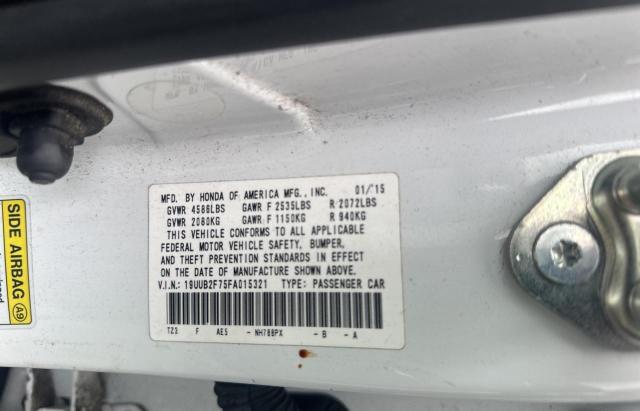 MFD. BY HONDA OF AMERICA MFG., INC. 01/'15
GVWR 4586LBS GAWR F 2535LBS R 2072LBS
GVWR 2080KG GAWR F 1150KG R 940KG
THIS VEHICLE CONFORMS TO ALL APPLICABLE
FEDERAL MOTOR VEHICLE SAFETY, BUMPER,
AND THEFT PREVENTION STANDARDS IN EFFECT
ON THE DATE OF MANUFACTURE SHOWN ABOVE.
V.I.N.: 19UUB2F75FA015321 TYPE: PASSENGER CAR
T23 F AE5 -NH788PX -B -A
SIDE AIRBAG A9